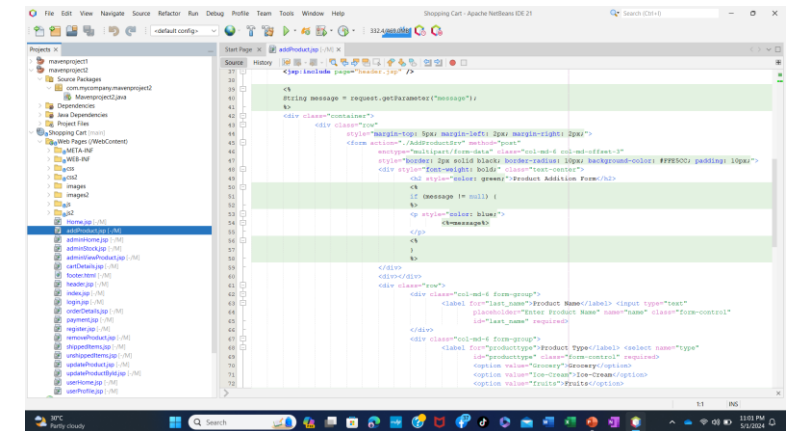 File Edit View Navigate Source Refactor Run Debug Profile Team Tools Window Help
Shopping Cart - Apache NetBeans IDE 21
Search (Ctrl+I)
<default config>
Projects
mavenproject1
mavenproject2
Source Packages
com.mycompany.mavenproject2
Mavenproject2.java
Dependencies
Java Dependencies
Project Files
Shopping Cart [main]
Web Pages [/WebContent]
META-INF
WEB-INF
css
css2
images
images2
js
js2
Home.jsp [-/M]
addProduct.jsp [-/M]
adminHome.jsp [-/M]
adminStock.jsp [-/M]
adminViewProduct.jsp [-/M]
cartDetails.jsp [-/M]
footer.html [-/M]
header.jsp [-/M]
index.jsp [-/M]
login.jsp [-/M]
orderDetails.jsp [-/M]
payment.jsp [-/M]
register.jsp [-/M]
removeProduct.jsp [-/M]
shippedItems.jsp [-/M]
unshippedItems.jsp [-/M]
updateProduct.jsp [-/M]
updateProductById.jsp [-/M]
userHome.jsp [-/M]
userProfile.jsp [-/M]
Start Page addProduct.jsp [-/M]
Source History
37 <jsp:include page="header.jsp" />
38
39 <%
40 String message = request.getParameter("message");
41 %>
42 <div class="container">
43 <div class="row"
44 style="margin-top: 5px; margin-left: 2px; margin-right: 2px;">
45 <form action="./AddProductSrv" method="post"
46 enctype="multipart/form-data" class="col-md-6 col-md-offset-3"
47 style="border: 2px solid black; border-radius: 10px; background-color: #FFE5CC; padding: 10px;">
48 <div style="font-weight: bold;" class="text-center">
49 <h2 style="color: green;">Product Addition Form</h2>
50 <%
51 if (message != null) {
52 %>
53 <p style="color: blue;">
54 <%=message%>
55 </p>
56 <%
57 }
58 %>
59 </div>
60 <div></div>
61 <div class="row">
62 <div class="col-md-6 form-group">
63 <label for="last_name">Product Name</label> <input type="text"
64 placeholder="Enter Product Name" name="name" class="form-control"
65 id="last_name" required>
66 </div>
67 <div class="col-md-6 form-group">
68 <label for="producttype">Product Type</label> <select name="type"
69 id="producttype" class="form-control" required>
70 <option value="Grocery">Grocery</option>
71 <option value="Ice-Cream">Ice-Cream</option>
72 <option value="fruits">Fruits</option>
1:1 INS
30°C
Partly cloudy
Search
11:01 PM
5/1/2024